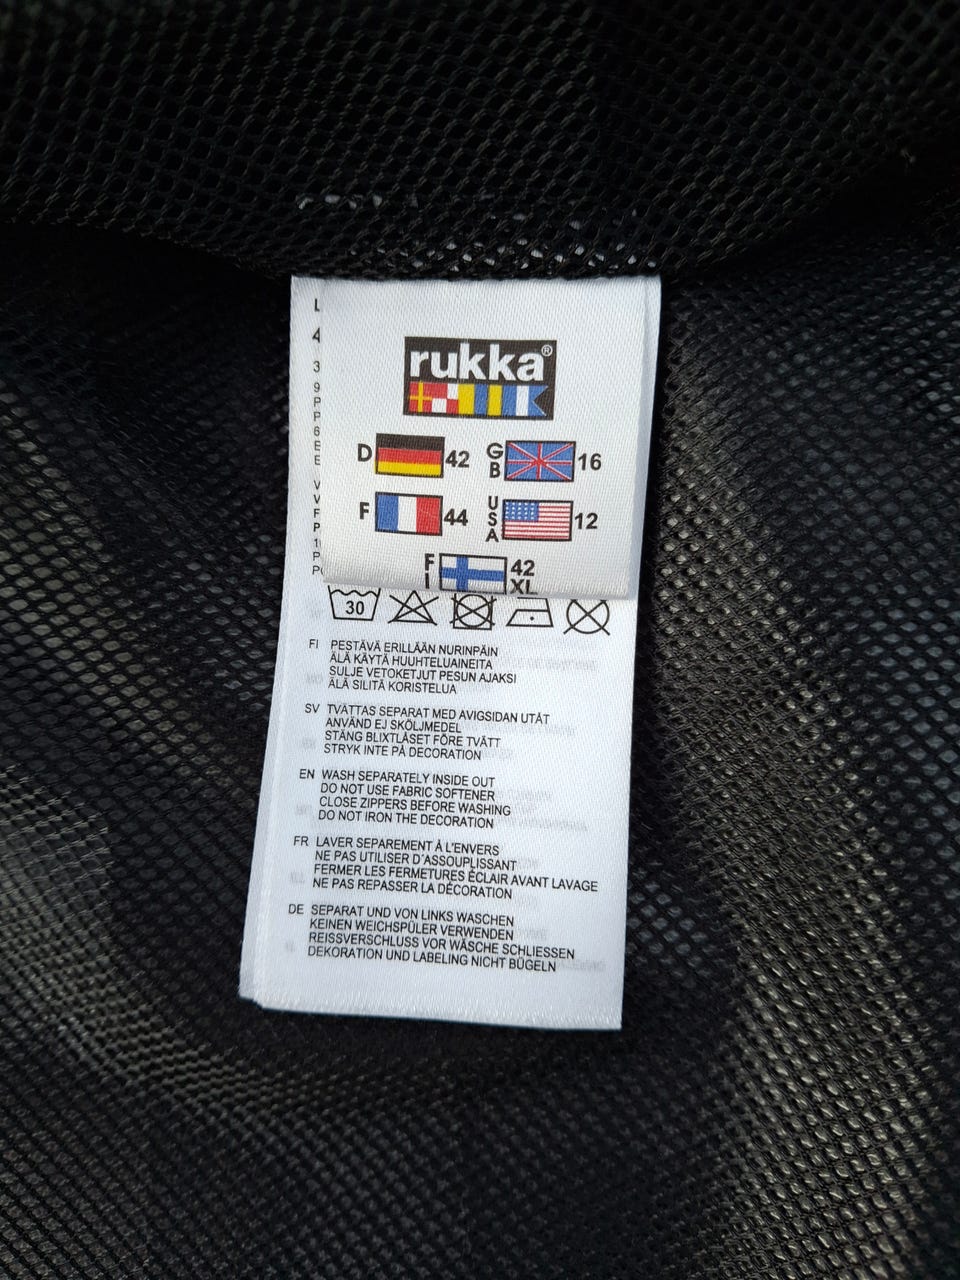 rukka®
D 42 GB 16
F 44 USA 12
FI 42
XL
L
4
3
9
P
P
6
E
E
V
V
F
P
P
30
FI PESTÄVÄ ERILLÄÄN NURINPÄIN
ÄLÄ KÄYTÄ HUUHTELUAINEITA
SULJE VETOKETJUT PESUN AJAKSI
ÄLÄ SILITÄ KORISTELUA
SV TVÄTTAS SEPARAT MED AVIGSIDAN UTÅT
ANVÄND EJ SKÖLJMEDEL
STÄNG BLIXTLÅSET FÖRE TVÄTT
STRYK INTE PÅ DECORATION
EN WASH SEPARATELY INSIDE OUT
DO NOT USE FABRIC SOFTENER
CLOSE ZIPPERS BEFORE WASHING
DO NOT IRON THE DECORATION
FR LAVER SEPAREMENT À L'ENVERS
NE PAS UTILISER D'ASSOUPLISSANT
FERMER LES FERMETURES ÉCLAIR AVANT LAVAGE
NE PAS REPASSER LA DÉCORATION
DE SEPARAT UND VON LINKS WASCHEN
KEINEN WEICHSPÜLER VERWENDEN
REISSVERSCHLUSS VOR WÄSCHE SCHLIESSEN
DEKORATION UND LABELING NICHT BÜGELN